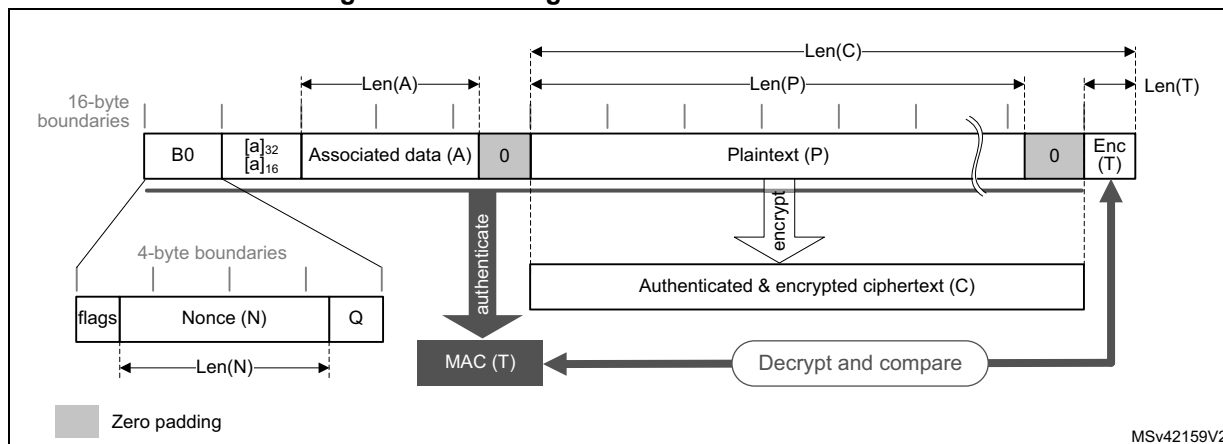 Len(C)
Len(A)
Len(P)
Len(T)
16-byte
boundaries
B0
[a]32
[a]16
Associated data (A)
0
Plaintext (P)
0
Enc
(T)
authenticate
encrypt
4-byte boundaries
Authenticated & encrypted ciphertext (C)
flags
Nonce (N)
Q
Len(N)
MAC (T)
Decrypt and compare
Zero padding
MSv42159V2